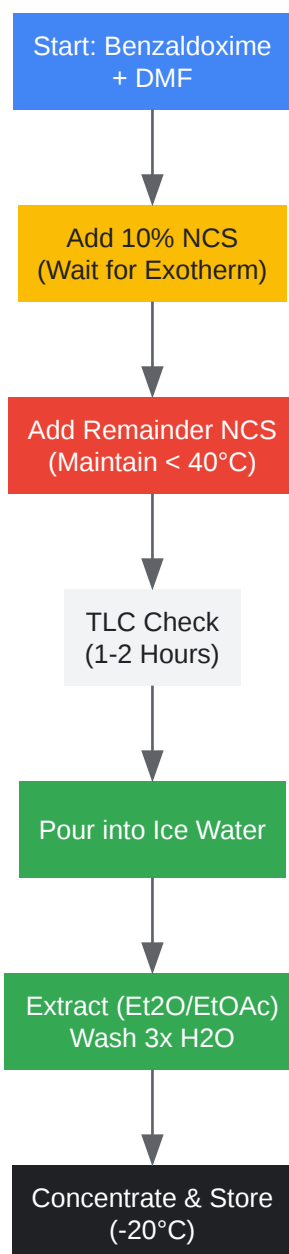 Start: Benzaldoxime
+ DMF
Add 10% NCS
(Wait for Exotherm)
Add Remainder NCS
(Maintain < 40°C)
TLC Check
(1-2 Hours)
Pour into Ice Water
Extract (Et2O/EtOAc)
Wash 3x H2O
Concentrate & Store
(-20°C)